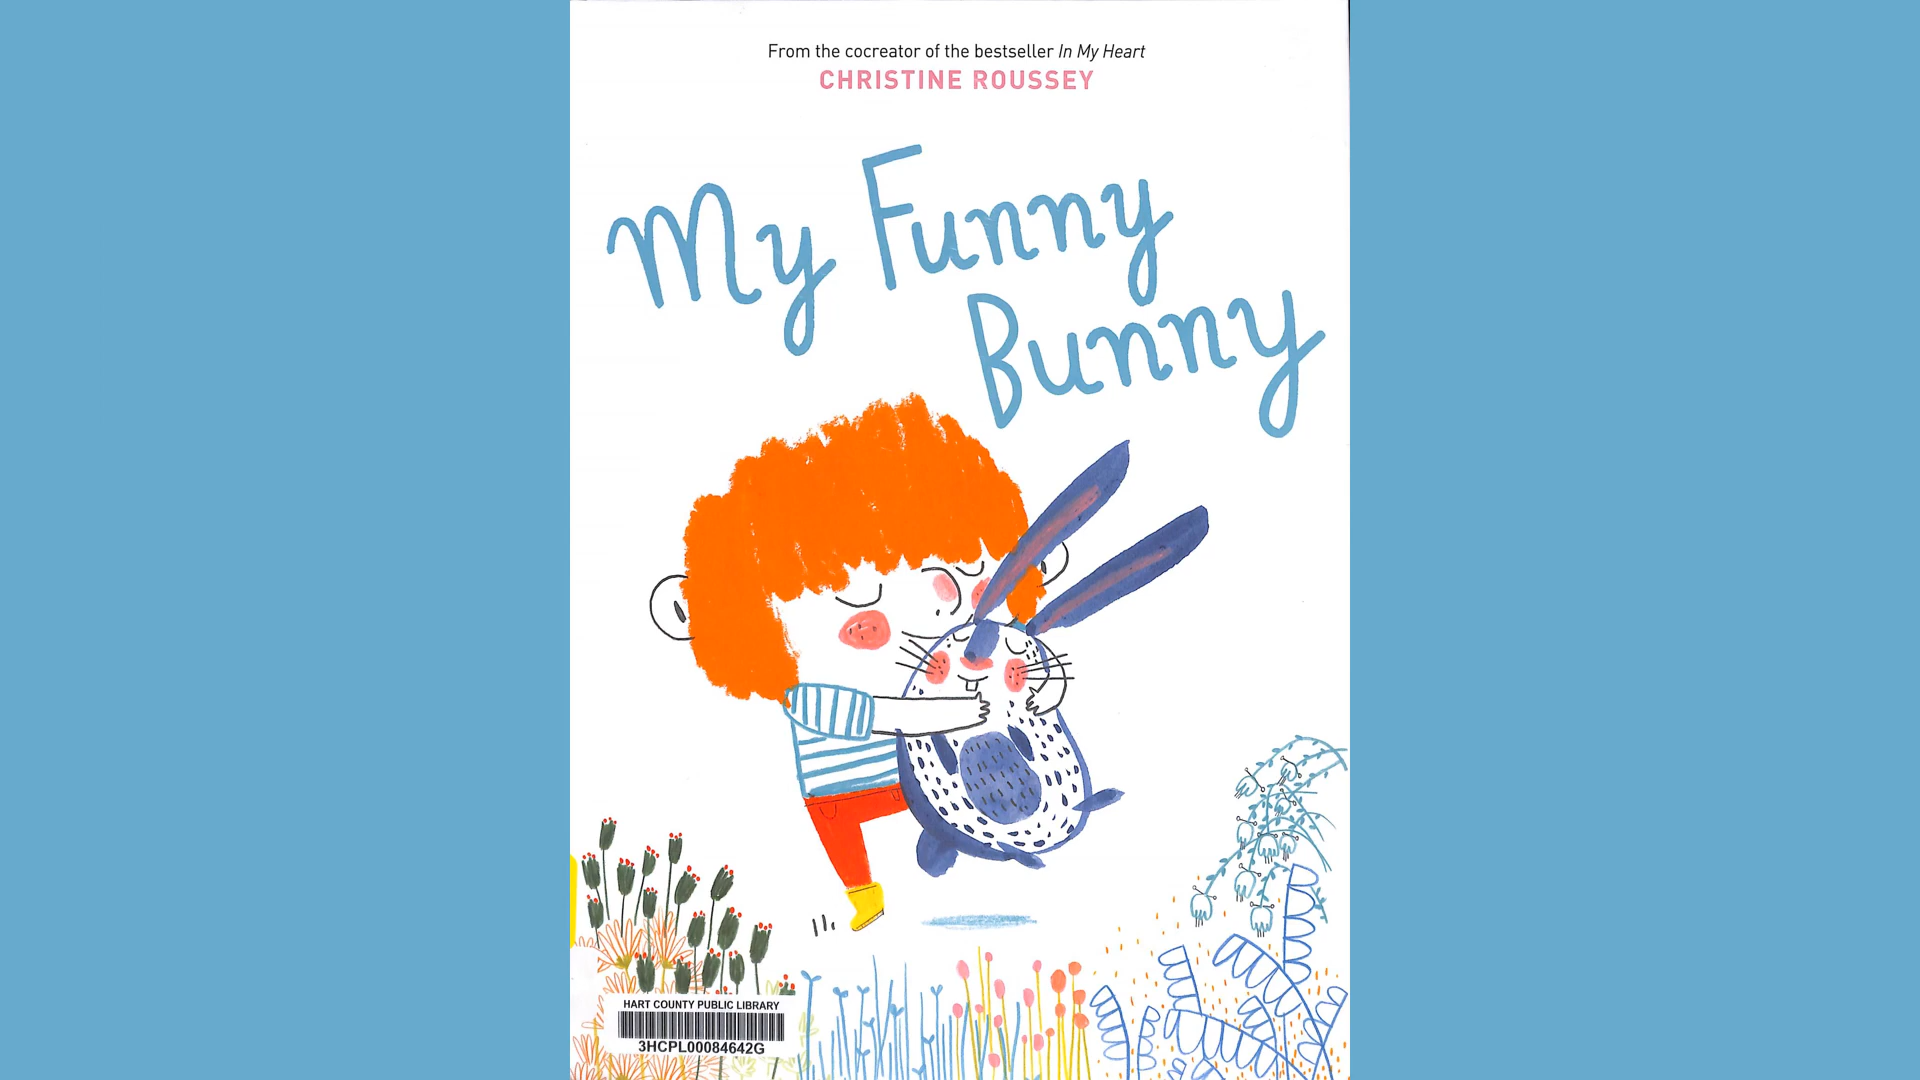 From the cocreator of the bestseller In My Heart
CHRISTINE ROUSSEY
My Funny
Bunny
HART COUNTY PUBLIC LIBRARY
3HCPL00084642G